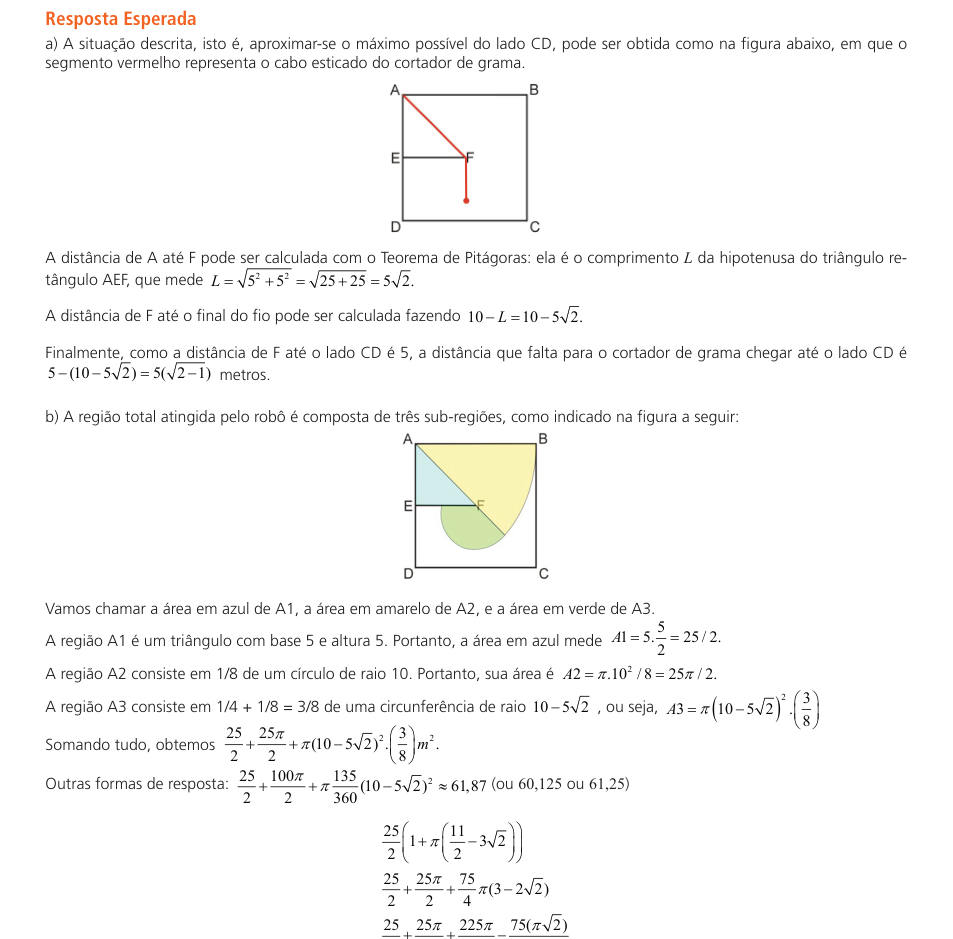 Resposta Esperada
a) A situação descrita, isto é, aproximar-se o máximo possível do lado CD, pode ser obtida como na figura abaixo, em que o
segmento vermelho representa o cabo esticado do cortador de grama.
A B
E F
D C
A distância de A até F pode ser calculada com o Teorema de Pitágoras: ela é o comprimento L da hipotenusa do triângulo re-
tângulo AEF, que mede L = √(5² + 5²) = √(25 + 25) = 5√2.
A distância de F até o final do fio pode ser calculada fazendo 10 − L = 10 − 5√2.
Finalmente, como a distância de F até o lado CD é 5, a distância que falta para o cortador de grama chegar até o lado CD é
5 − (10 − 5√2) = 5(√(2 − 1)) metros.
b) A região total atingida pelo robô é composta de três sub-regiões, como indicado na figura a seguir:
A B
E F
D C
Vamos chamar a área em azul de A1, a área em amarelo de A2, e a área em verde de A3.
A região A1 é um triângulo com base 5 e altura 5. Portanto, a área em azul mede A1 = 5.5/2 = 25 / 2.
A região A2 consiste em 1/8 de um círculo de raio 10. Portanto, sua área é A2 = π.10² / 8 = 25π / 2.
A região A3 consiste em 1/4 + 1/8 = 3/8 de uma circunferência de raio 10 − 5√2 , ou seja, A3 = π(10 − 5√2)².(3/8)
Somando tudo, obtemos 25/2 + 25π/2 + π(10 − 5√2)².(3/8)m².
Outras formas de resposta: 25/2 + 100π/2 + π 135/360 (10 − 5√2)² ≈ 61,87 (ou 60,125 ou 61,25)
25/2 (1 + π(11/2 − 3√2))
25/2 + 25π/2 + 75/4 π(3 − 2√2)
25 + 25π + 225π − 75(π√2)